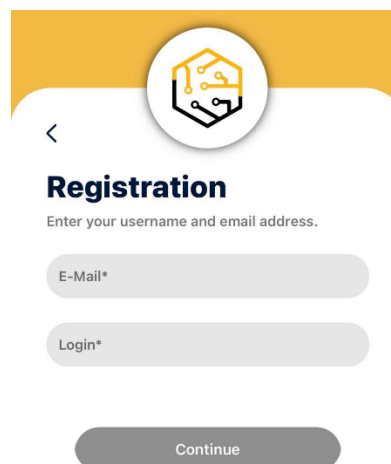 Registration
Enter your username and email address.
E-Mail*
Login*
Continue